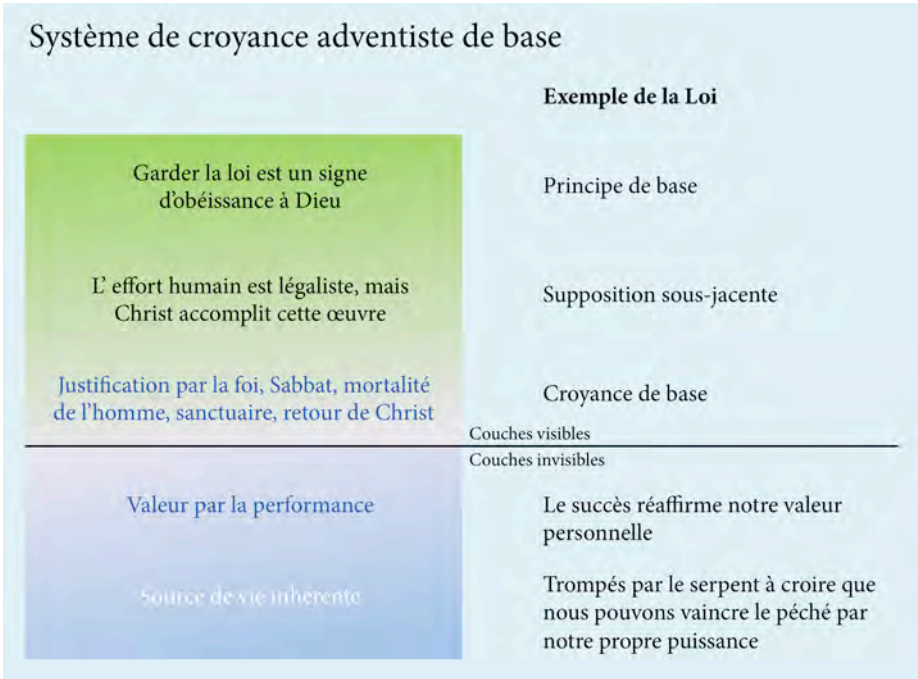 Système de croyance adventiste de base
Exemple de la Loi
Garder la loi est un signe
d'obéissance à Dieu
Principe de base
L' effort humain est légaliste, mais
Christ accomplit cette œuvre
Supposition sous-jacente
Justification par la foi, Sabbat, mortalité
de l'homme, sanctuaire, retour de Christ
Croyance de base
Couches visibles
Couches invisibles
Valeur par la performance
Le succès réaffirme notre valeur
personnelle
Source de vie inhérente
Trompés par le serpent à croire que
nous pouvons vaincre le péché par
notre propre puissance